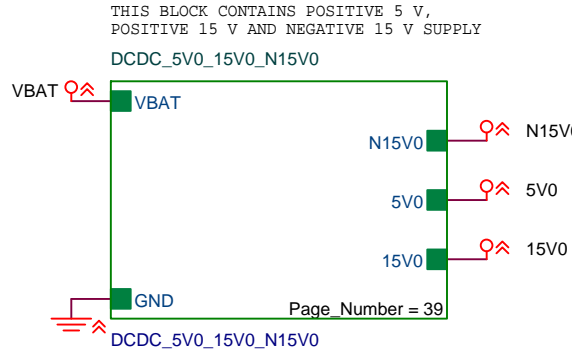 THIS BLOCK CONTAINS POSITIVE 5 V,
POSITIVE 15 V AND NEGATIVE 15 V SUPPLY
DCDC_5V0_15V0_N15V0
VBAT
VBAT
N15V0
N15V
5V0
5V0
15V0
15V0
GND
Page_Number = 39
DCDC_5V0_15V0_N15V0